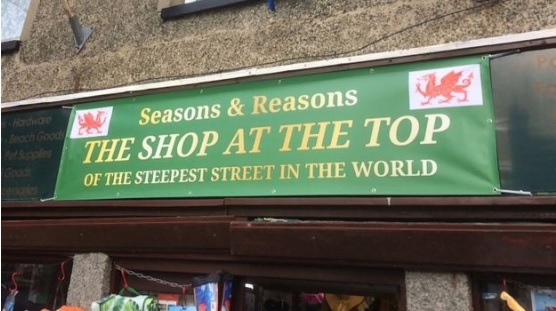 Seasons & Reasons
THE SHOP AT THE TOP
OF THE STEEPEST STREET IN THE WORLD
Hardware
Beach Goods
Pet Supplies
Goods